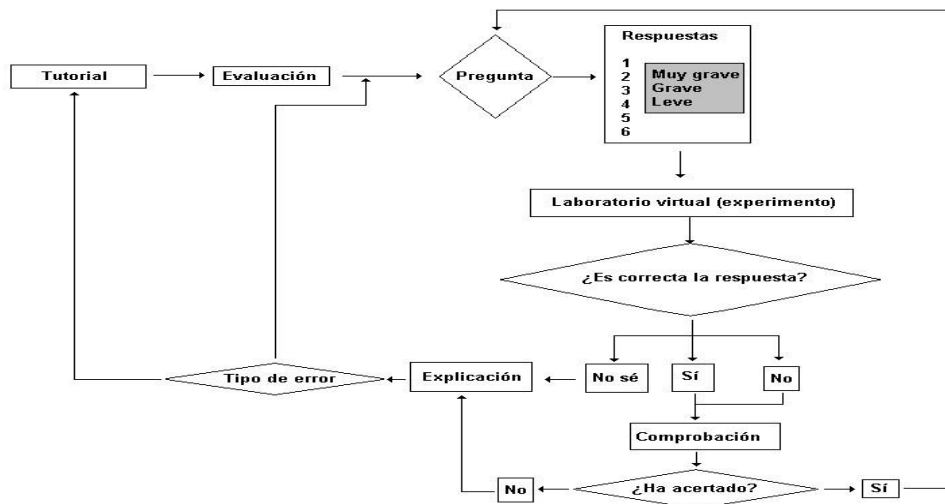 Tutorial
Evaluación
Pregunta
Respuestas
1
2
3
4
5
6
Muy grave
Grave
Leve
Laboratorio virtual (experimento)
¿Es correcta la respuesta?
No sé
Sí
No
Comprobación
¿Ha acertado?
Sí
No
Explicación
Tipo de error